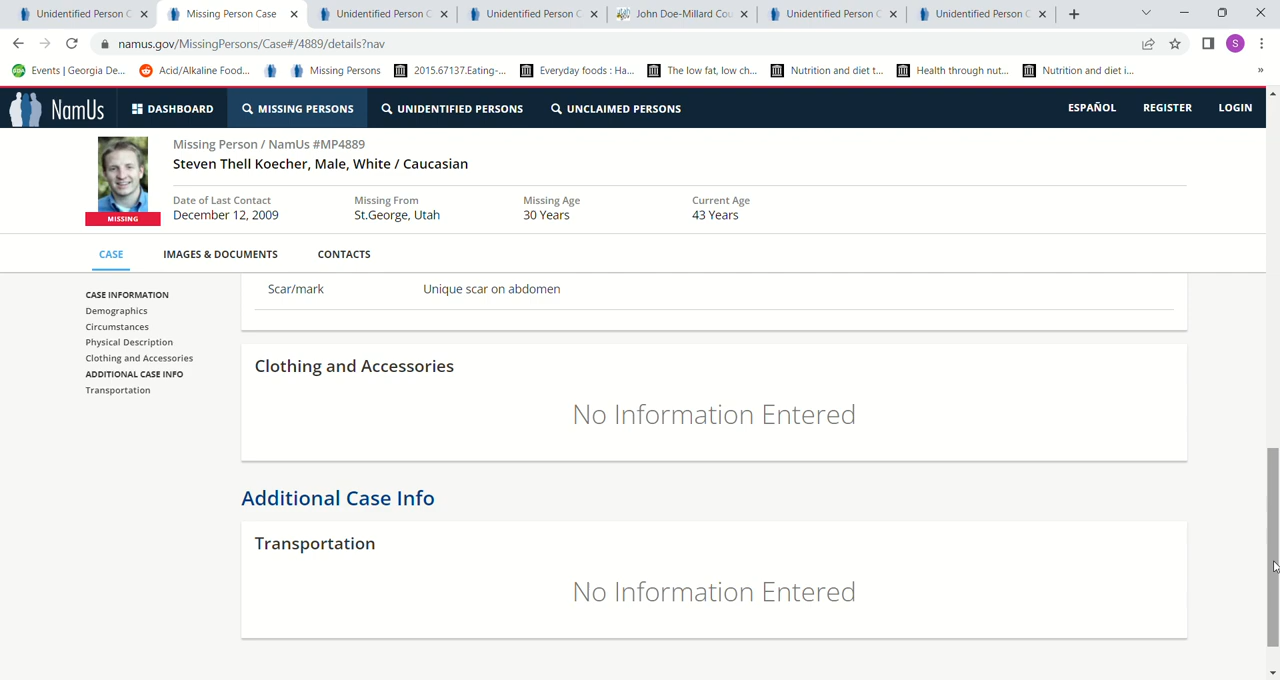 Unidentified Person C
Missing Person Case
Unidentified Person C
Unidentified Person C
John Doe-Millard Cou
Unidentified Person C
Unidentified Person C
namus.gov/MissingPersons/Case#/4889/details?nav
S
Events | Georgia De...
Acid/Alkaline Food...
Missing Persons
2015.67137.Eating-...
Everyday foods : Ha...
The low fat, low ch...
Nutrition and diet t...
Health through nut...
Nutrition and diet i...
»
NamUs
DASHBOARD
MISSING PERSONS
UNIDENTIFIED PERSONS
UNCLAIMED PERSONS
ESPAÑOL
REGISTER
LOGIN
Missing Person / NamUs #MP4889
Steven Thell Koecher, Male, White / Caucasian
MISSING
Date of Last Contact
December 12, 2009
Missing From
St.George, Utah
Missing Age
30 Years
Current Age
43 Years
CASE
IMAGES & DOCUMENTS
CONTACTS
CASE INFORMATION
Demographics
Circumstances
Physical Description
Clothing and Accessories
ADDITIONAL CASE INFO
Transportation
Scar/mark
Unique scar on abdomen
Clothing and Accessories
No Information Entered
Additional Case Info
Transportation
No Information Entered